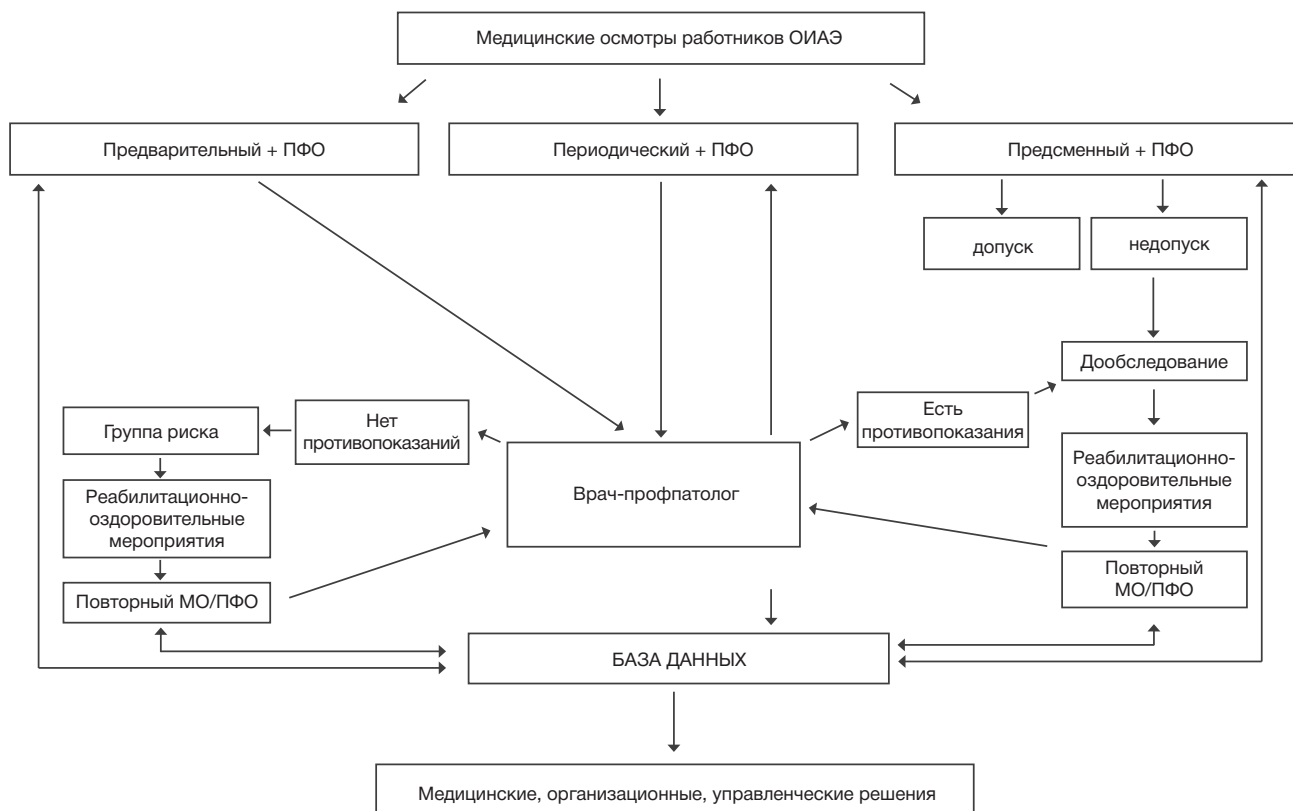 Медицинские осмотры работников ОИАЭ
Предварительный + ПФО
Периодический + ПФО
Предсменный + ПФО
допуск
недопуск
Дообследование
Есть
противопоказания
Нет
противопоказаний
Группа риска
Врач-профпатолог
Реабилитационно-
оздоровительные
мероприятия
Реабилитационно-
оздоровительные
мероприятия
Повторный МО/ПФО
Повторный
МО/ПФО
БАЗА ДАННЫХ
Медицинские, организационные, управленческие решения